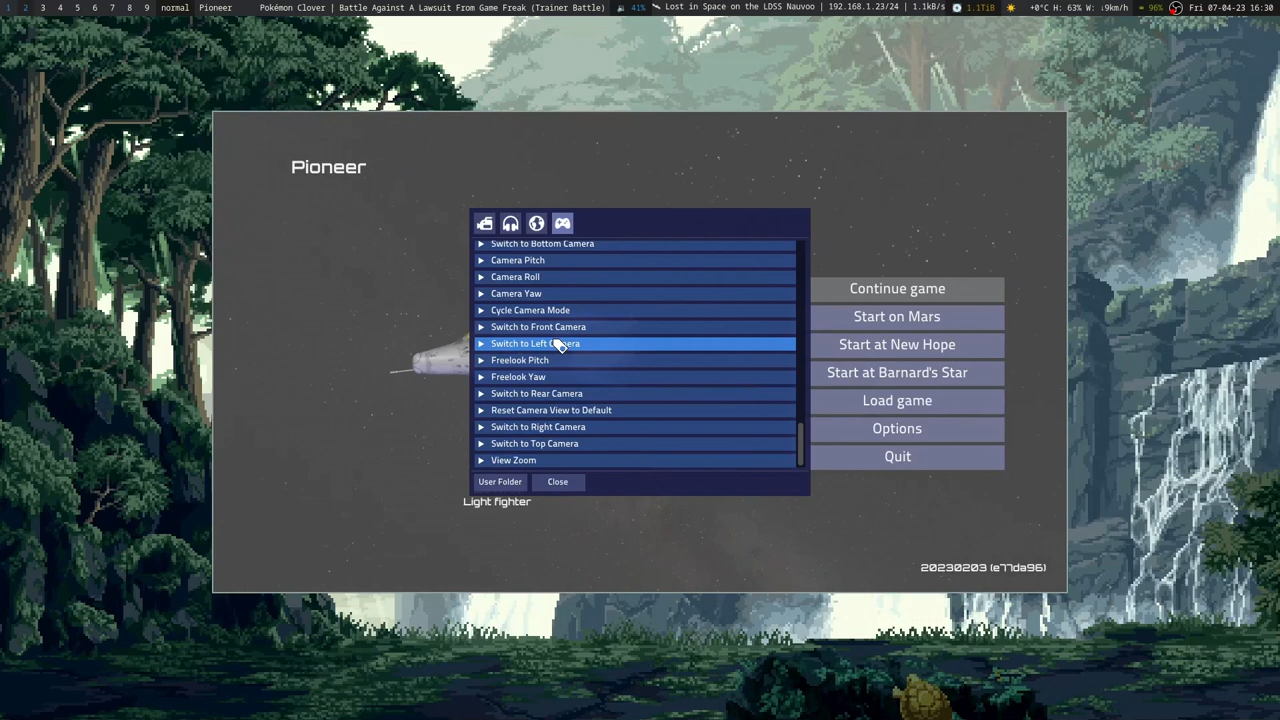 1 2 3 4 5 6 7 8 9 normal Pioneer Pokémon Clover | Battle Against A Lawsuit From Game Freak (Trainer Battle) 41% Lost in Space on the LDSS Nauvoo | 192.168.1.23/24 | 1.1kB/s 1.1TiB +0°C H: 63% W: ↓9km/h = 96% Fri 07-04-23 16:30
Pioneer
Switch to Bottom Camera
Camera Pitch
Camera Roll
Camera Yaw
Cycle Camera Mode
Switch to Front Camera
Switch to Left Camera
Freelook Pitch
Freelook Yaw
Switch to Rear Camera
Reset Camera View to Default
Switch to Right Camera
Switch to Top Camera
View Zoom
User Folder Close
Continue game
Start on Mars
Start at New Hope
Start at Barnard's Star
Load game
Options
Quit
Light fighter
20230203 (e77da96)